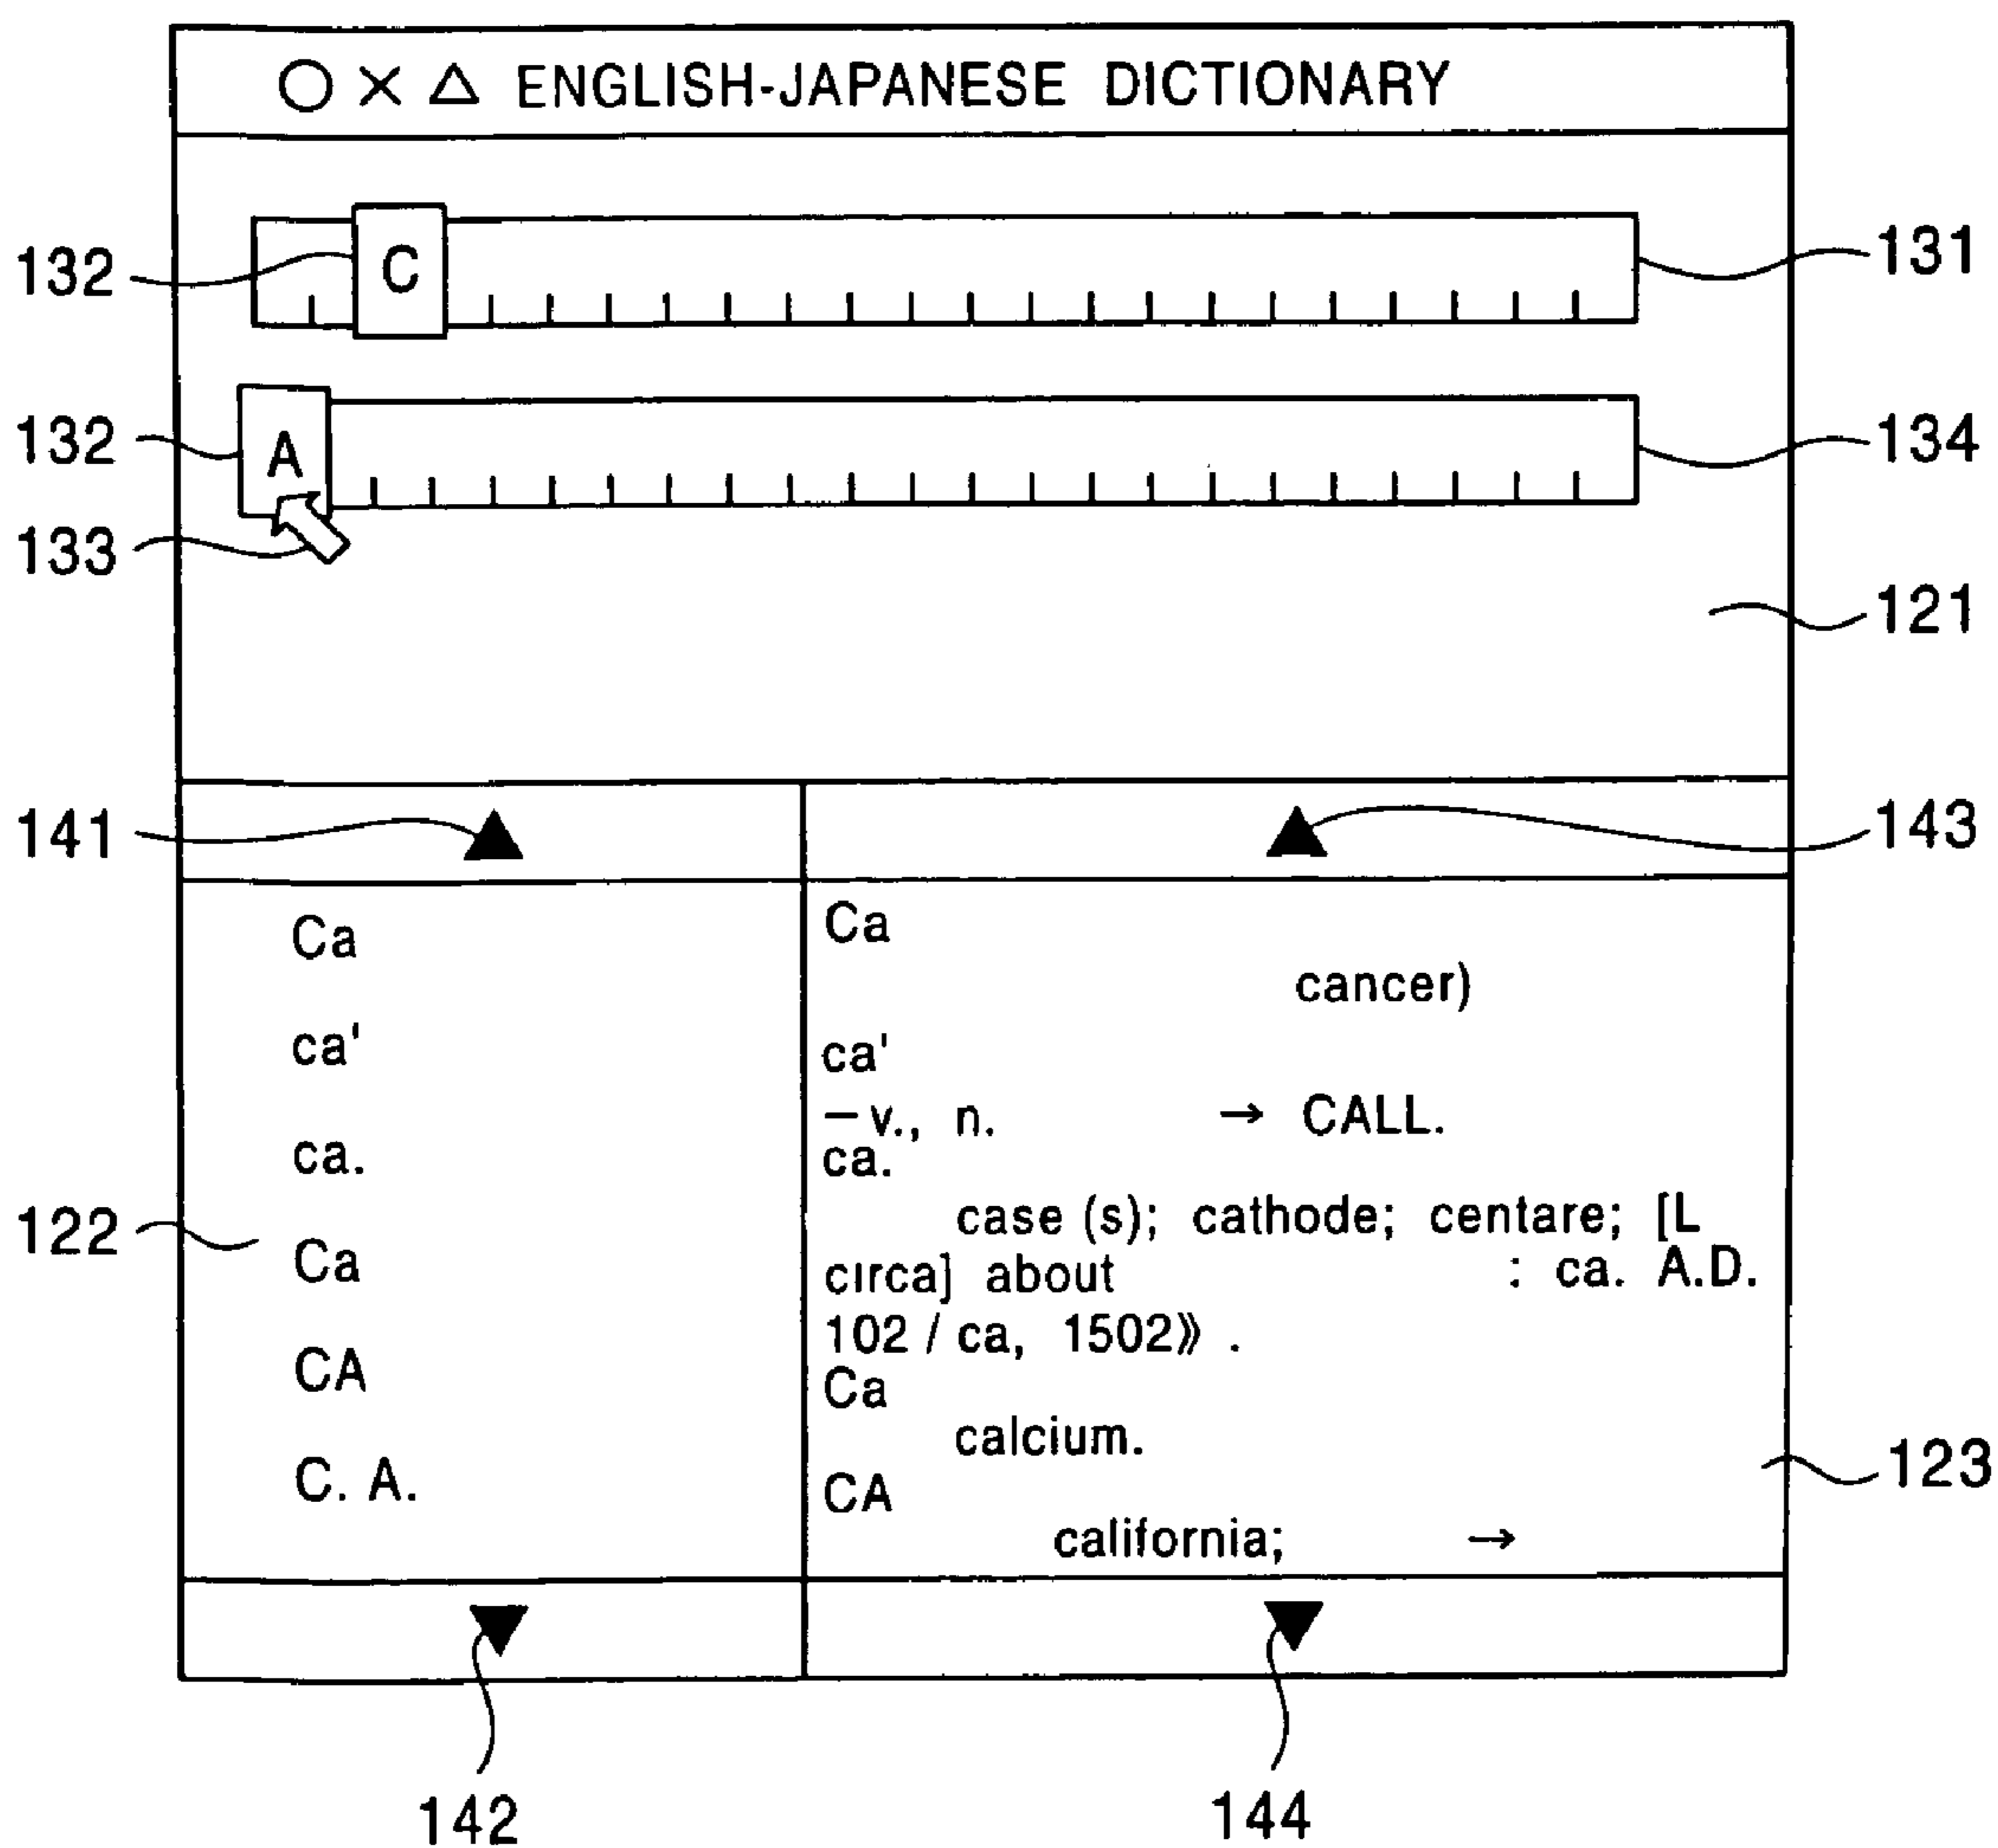 ○×△ ENGLISH-JAPANESE DICTIONARY
132
C
131
132
A
134
133
121
141
▲
▲
143
Ca
ca'
ca.
122
Ca
CA
C. A.
Ca
cancer)
ca'
—v., n. → CALL.
ca.
case (s); cathode; centare; [L
circa] about : ca. A.D.
102 / ca, 1502》 .
Ca
calcium.
CA
california; →
123
▼
▼
142
144